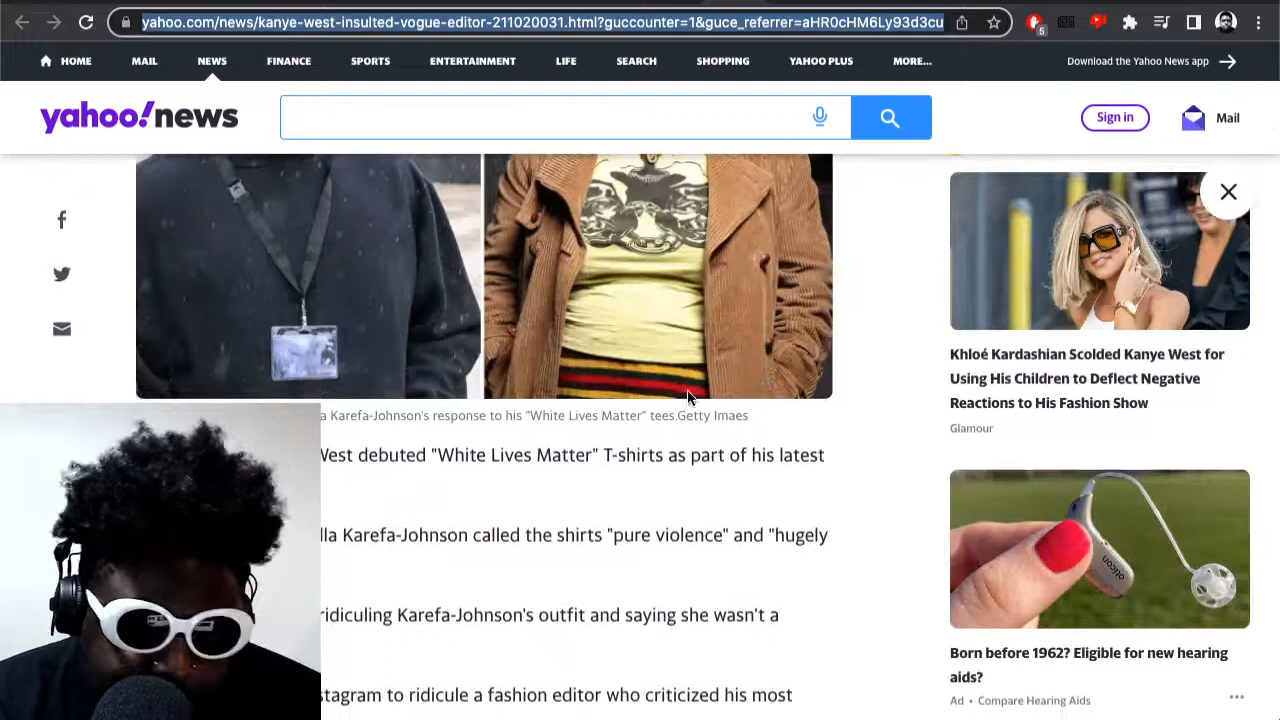 yahoo.com/news/kanye-west-insulted-vogue-editor-211020031.html?guccounter=1&guce_referrer=aHR0cHM6Ly93d3cu
5
HOME MAIL NEWS FINANCE SPORTS ENTERTAINMENT LIFE SEARCH SHOPPING YAHOO PLUS MORE... Download the Yahoo News app
yahoo!news
Sign in
Mail
a Karefa-Johnson's response to his "White Lives Matter" tees.Getty Imaes
West debuted "White Lives Matter" T-shirts as part of his latest
lla Karefa-Johnson called the shirts "pure violence" and "hugely
ridiculing Karefa-Johnson's outfit and saying she wasn't a
stagram to ridicule a fashion editor who criticized his most
Khloé Kardashian Scolded Kanye West for
Using His Children to Deflect Negative
Reactions to His Fashion Show
Glamour
oticon
Born before 1962? Eligible for new hearing
aids?
Ad • Compare Hearing Aids